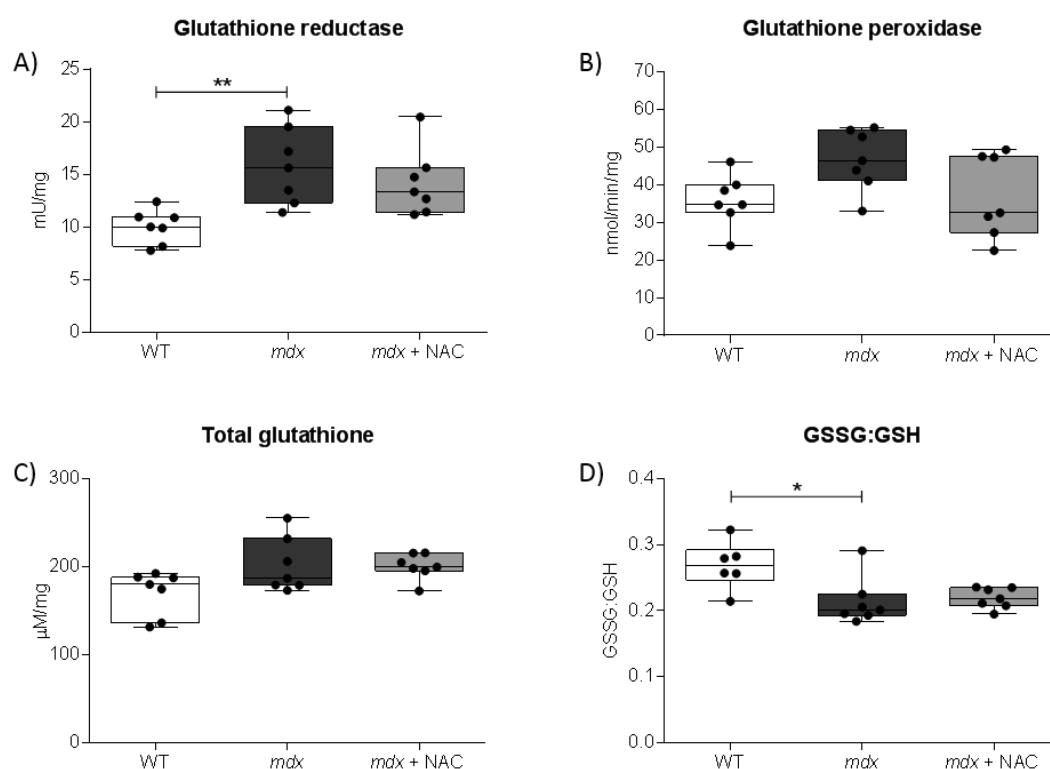 Glutathione reductase
A)
mU/mg
25
20
15
10
5
0
**
WT
mdx
mdx + NAC
Glutathione peroxidase
B)
nmol/min/mg
70
60
50
40
30
20
10
0
WT
mdx
mdx + NAC
Total glutathione
C)
µM/mg
300
200
100
0
WT
mdx
mdx + NAC
GSSG:GSH
D)
GSSG:GSH
0.4
0.3
0.2
0.1
0.0
*
WT
mdx
mdx + NAC